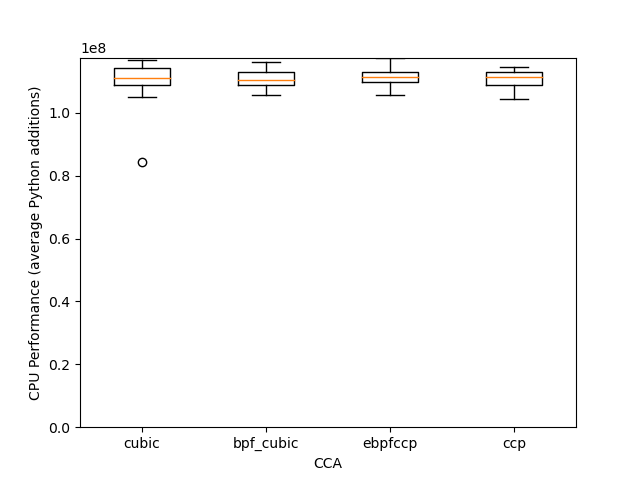 1e8
1.0
0.8
0.6
0.4
0.2
0.0
CPU Performance (average Python additions)
cubic bpf_cubic ebpfccp ccp
CCA